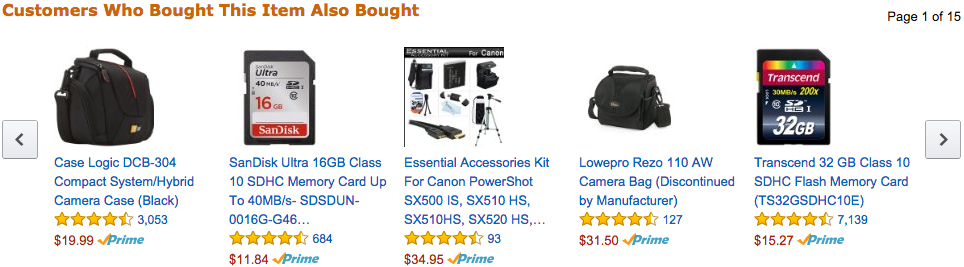 Customers Who Bought This Item Also Bought
Page 1 of 15
SanDisk
Ultra
40MB/s
16GB
SanDisk
ESSENTIAL
For Canon
Transcend
30MB/s 200x
32GB
Case Logic DCB-304
Compact System/Hybrid
Camera Case (Black)
3,053
$19.99 Prime
SanDisk Ultra 16GB Class
10 SDHC Memory Card Up
To 40MB/s- SDSDUN-
0016G-G46…
684
$11.84 Prime
Essential Accessories Kit
For Canon PowerShot
SX500 IS, SX510 HS,
SX510HS, SX520 HS,…
93
$34.95 Prime
Lowepro Rezo 110 AW
Camera Bag (Discontinued
by Manufacturer)
127
$31.50 Prime
Transcend 32 GB Class 10
SDHC Flash Memory Card
(TS32GSDHC10E)
7,139
$15.27 Prime